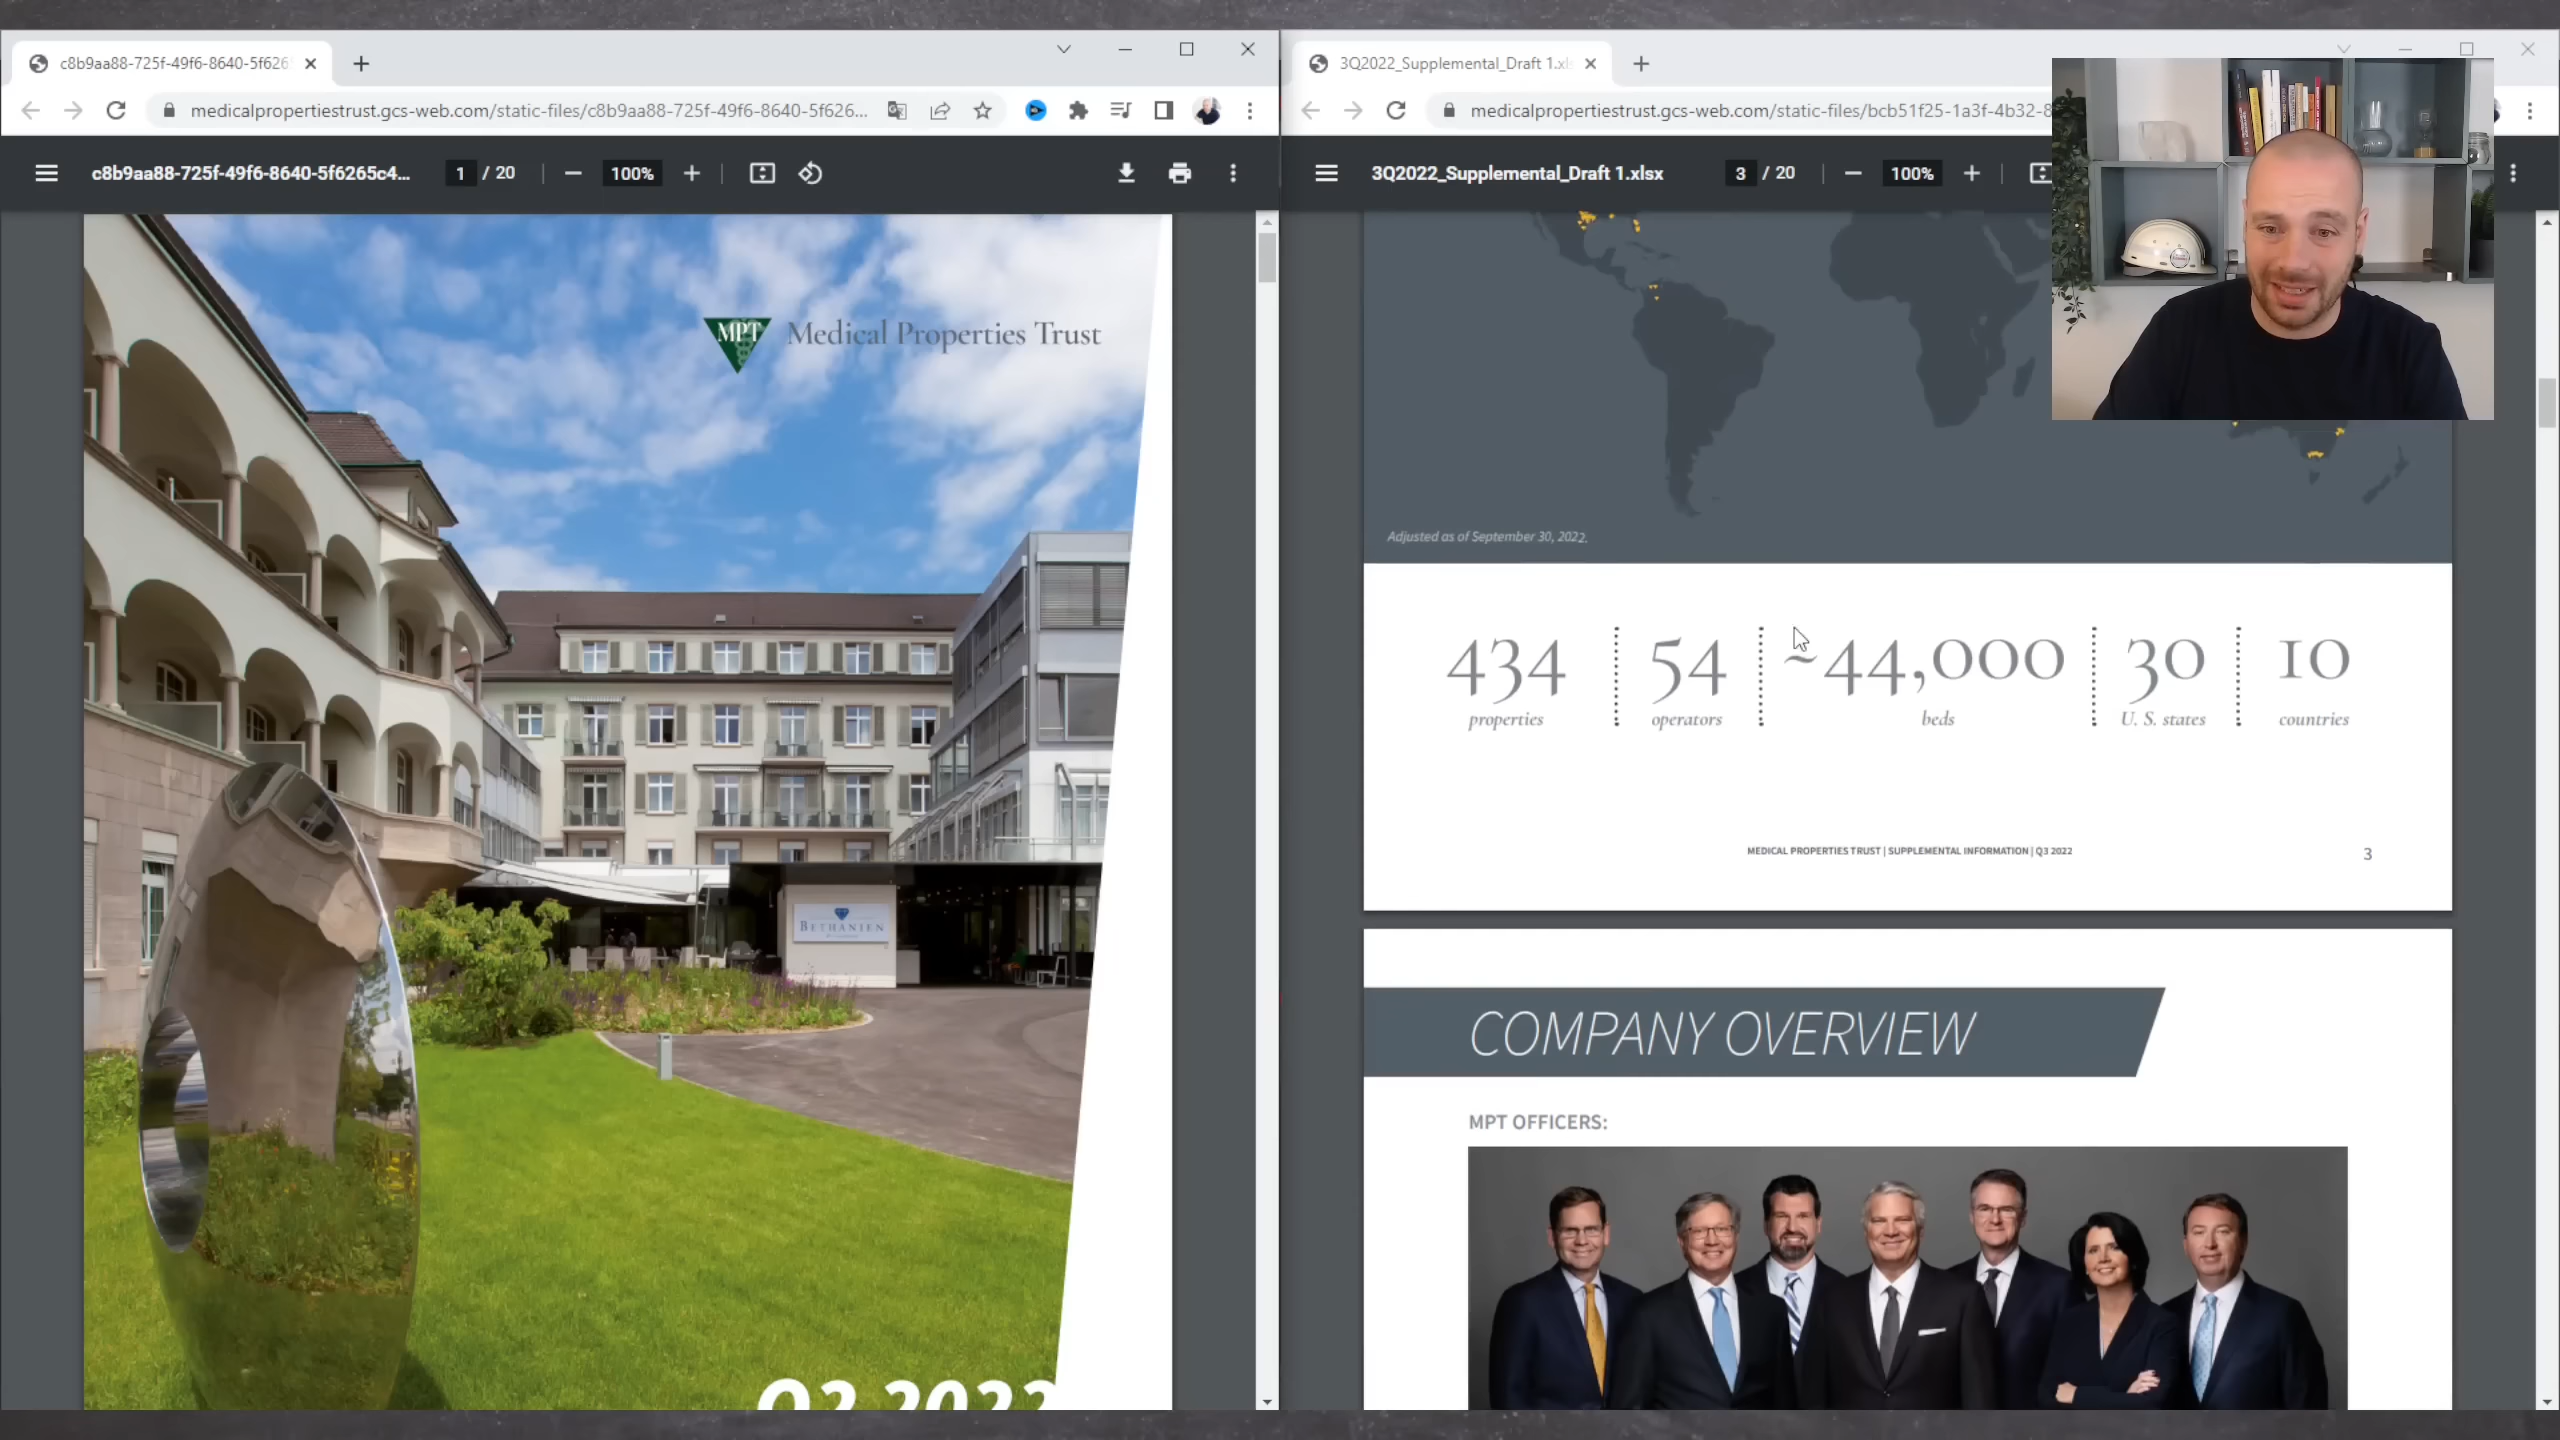 c8b9aa88-725f-49f6-8640-5f626
medicalpropertiestrust.gcs-web.com/static-files/c8b9aa88-725f-49f6-8640-5f626...
c8b9aa88-725f-49f6-8640-5f6265c4...
1 / 20
100%
MPT Medical Properties Trust
BETHANIEN
Q2 2022
3Q2022_Supplemental_Draft 1.xls
medicalpropertiestrust.gcs-web.com/static-files/bcb51f25-1a3f-4b32-8
3Q2022_Supplemental_Draft 1.xlsx
3 / 20
100%
Adjusted as of September 30, 2022.
434 54 ~44,000 30 10
properties operators beds U. S. states countries
MEDICAL PROPERTIES TRUST | SUPPLEMENTAL INFORMATION | Q3 2022
3
COMPANY OVERVIEW
MPT OFFICERS: